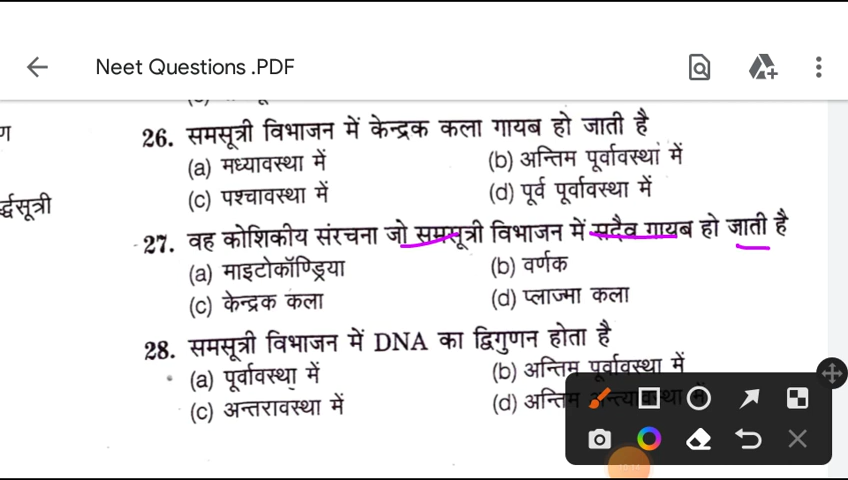 Neet Questions .PDF
ण
26. समसूत्री विभाजन में केन्द्रक कला गायब हो जाती है
(a) मध्यावस्था में (b) अन्तिम पूर्वावस्था में
र्द्धसूत्री
(c) पश्चावस्था में (d) पूर्व पूर्वावस्था में
27. वह कोशिकीय संरचना जो समसूत्री विभाजन में सदैव गायब हो जाती है
(a) माइटोकॉण्ड्रिया (b) वर्णक
(c) केन्द्रक कला (d) प्लाज्मा कला
28. समसूत्री विभाजन में DNA का द्विगुणन होता है
(a) पूर्वावस्था में (b) अन्तिम पूर्वावस्था में
(c) अन्तरावस्था में (d) अन्तिम अन्त्यावस्था में